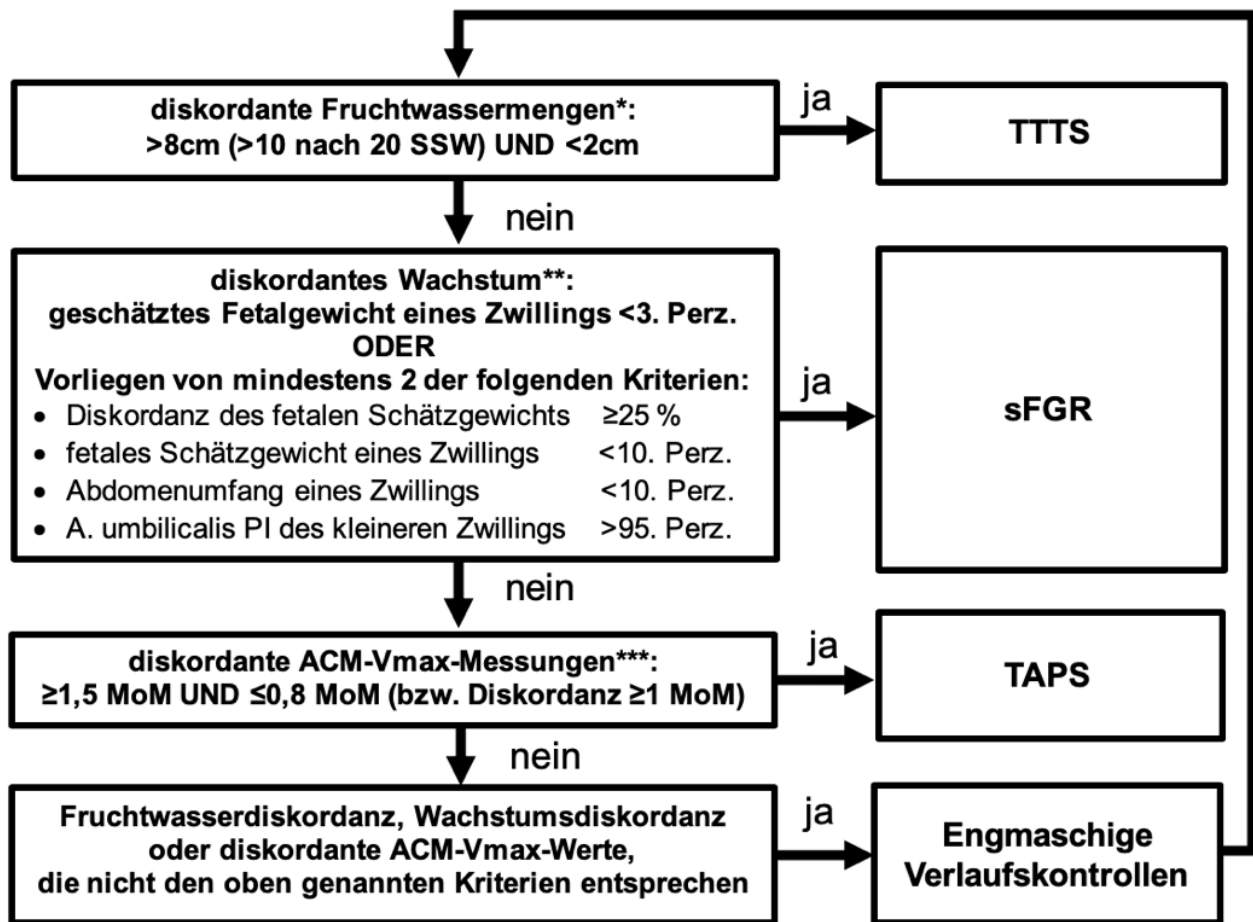 diskordante Fruchtwassermengen*:
>8cm (>10 nach 20 SSW) UND <2cm
ja
TTTS
nein
diskordantes Wachstum**:
geschätztes Fetalgewicht eines Zwillings <3. Perz.
ODER
Vorliegen von mindestens 2 der folgenden Kriterien:
• Diskordanz des fetalen Schätzgewichts ≥25 %
• fetales Schätzgewicht eines Zwillings <10. Perz.
• Abdomenumfang eines Zwillings <10. Perz.
• A. umbilicalis PI des kleineren Zwillings >95. Perz.
ja
sFGR
nein
diskordante ACM-Vmax-Messungen***:
≥1,5 MoM UND ≤0,8 MoM (bzw. Diskordanz ≥1 MoM)
ja
TAPS
nein
Fruchtwasserdiskordanz, Wachstumsdiskordanz
oder diskordante ACM-Vmax-Werte,
die nicht den oben genannten Kriterien entsprechen
ja
Engmaschige
Verlaufskontrollen